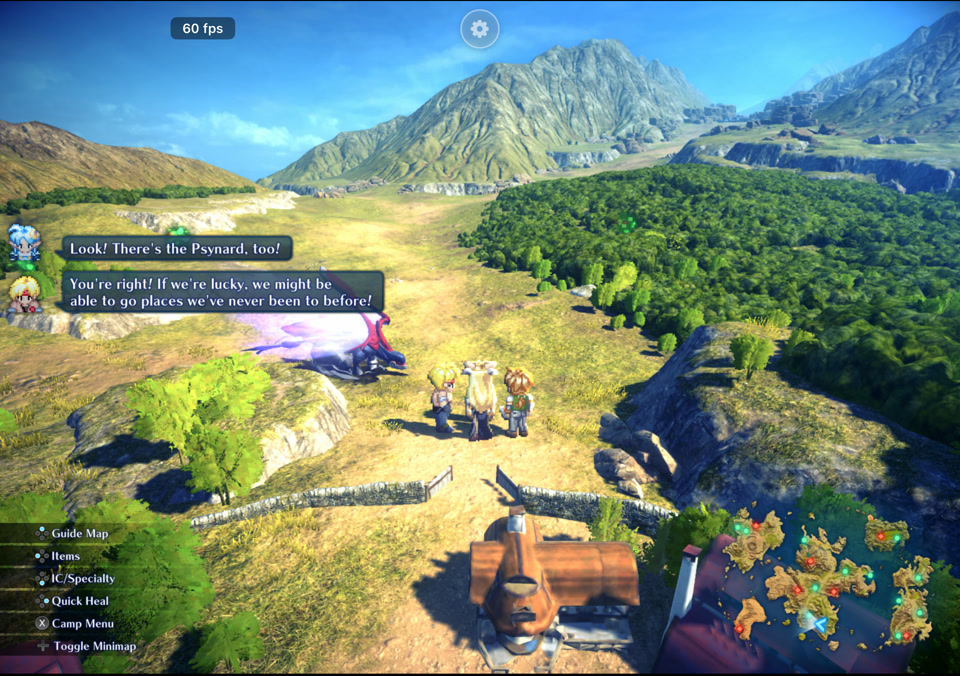 60 fps
Look! There's the Psynard, too!
You're right! If we're lucky, we might be
able to go places we've never been to before!
Guide Map
Items
IC/Specialty
Quick Heal
X Camp Menu
Toggle Minimap